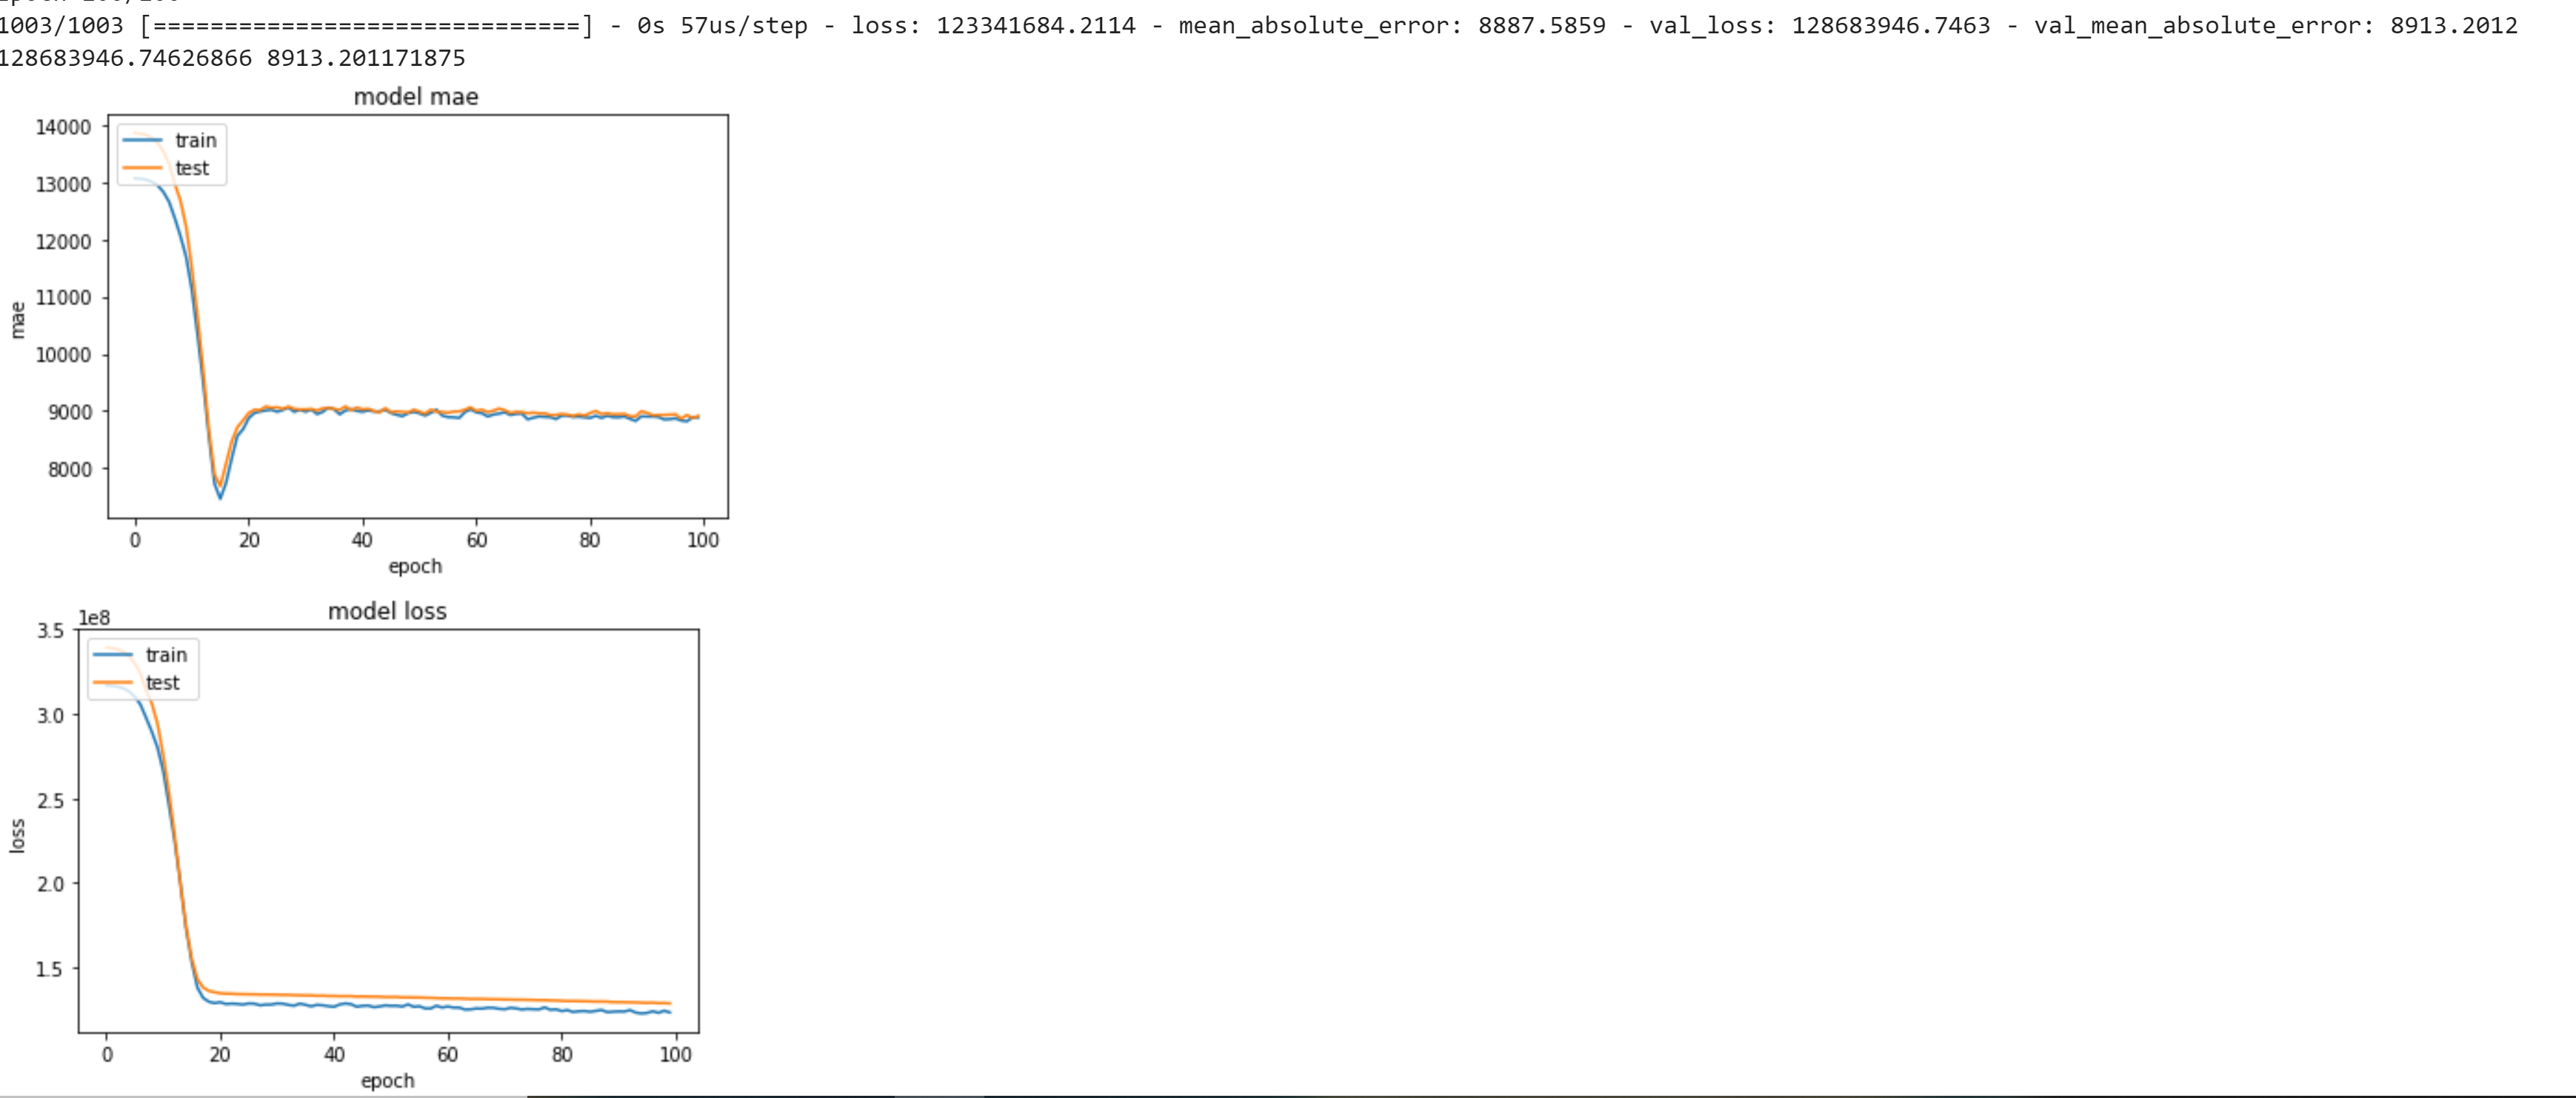 1003/1003 [==============================] - 0s 57us/step - loss: 123341684.2114 - mean_absolute_error: 8887.5859 - val_loss: 128683946.7463 - val_mean_absolute_error: 8913.2012
128683946.74626866 8913.201171875
model mae
14000
13000
12000
11000
10000
9000
8000
mae
train
test
0 20 40 60 80 100
epoch
model loss
1e8
3.5
3.0
2.5
2.0
1.5
loss
train
test
0 20 40 60 80 100
epoch